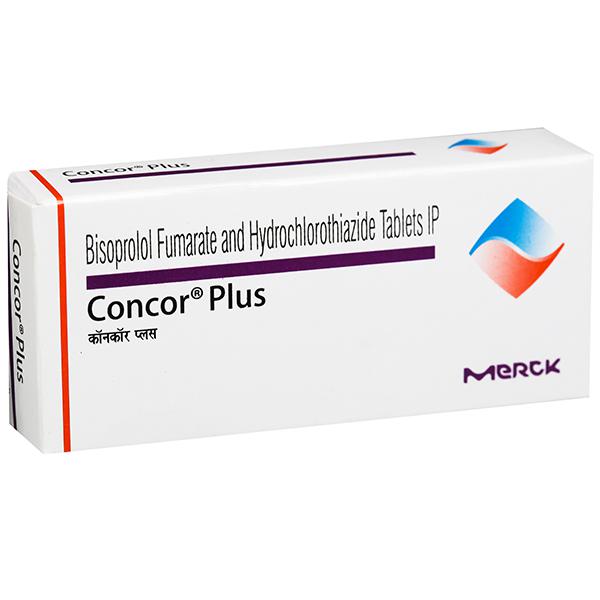 Concor® Plus
Bisoprolol Fumarate and Hydrochlorothiazide Tablets IP
Concor® Plus
कॉनकॉर प्लस
MERCK
Concor® Plus